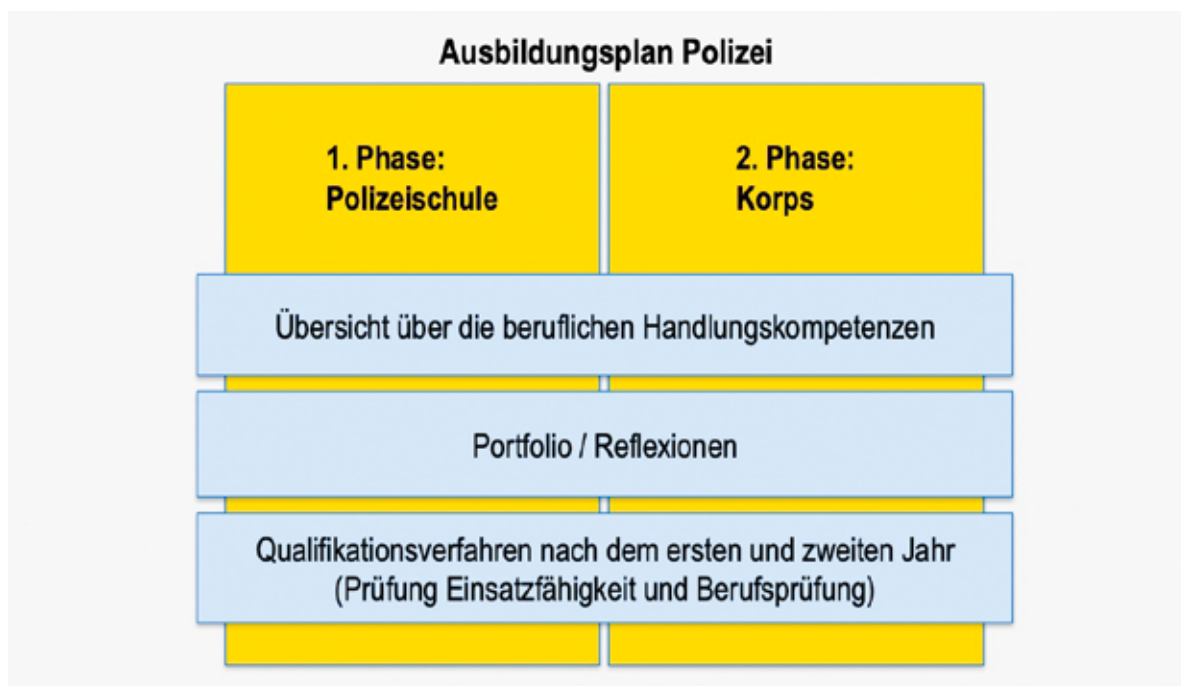 Ausbildungsplan Polizei
1. Phase:
Polizeischule
2. Phase:
Korps
Übersicht über die beruflichen Handlungskompetenzen
Portfolio / Reflexionen
Qualifikationsverfahren nach dem ersten und zweiten Jahr
(Prüfung Einsatzfähigkeit und Berufsprüfung)